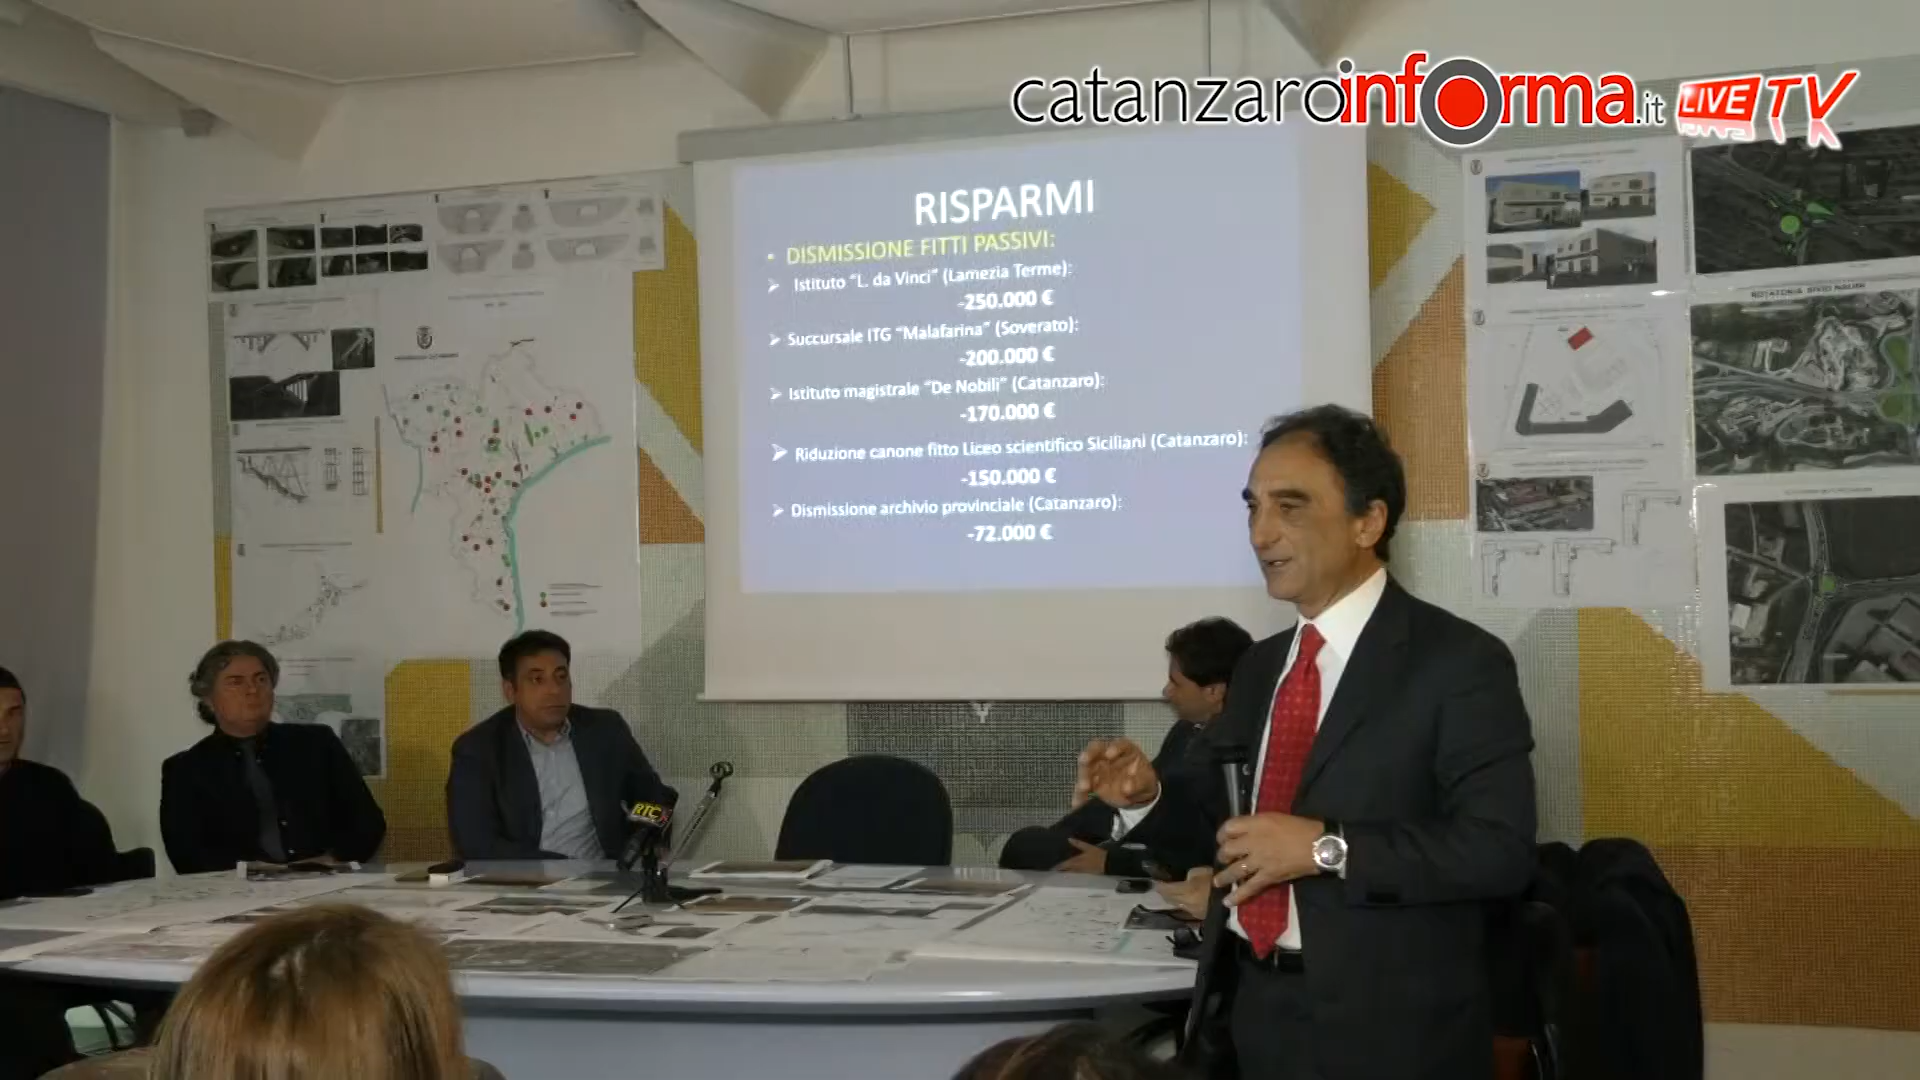 catanzaroinforma.it LIVE TV
RISPARMI
• DISMISSIONE FITTI PASSIVI:
➢ Istituto "L. da Vinci" (Lamezia Terme):
-250.000 €
➢ Succursale ITG "Malafarina" (Soverato):
-200.000 €
➢ Istituto magistrale "De Nobili" (Catanzaro):
-170.000 €
➢ Riduzione canone fitto Liceo scientifico Siciliani (Catanzaro):
-150.000 €
➢ Dismissione archivio provinciale (Catanzaro):
-72.000 €
RTC